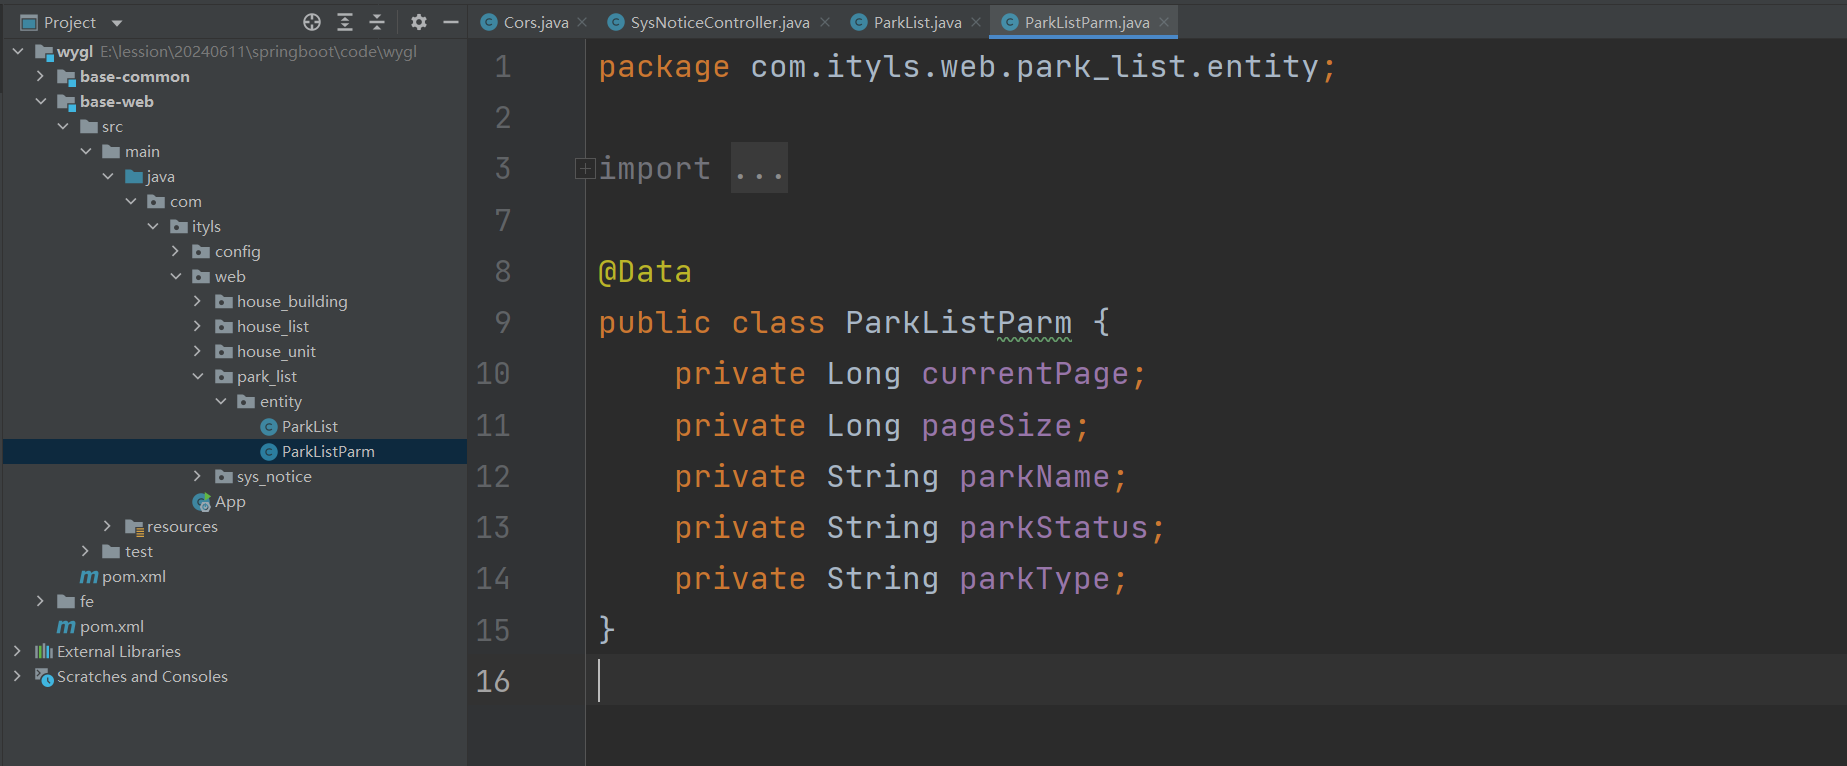 Project
wygl E:\lession\20240611\springboot\code\wygl
base-common
base-web
src
main
java
com
ityls
config
web
house_building
house_list
house_unit
park_list
entity
ParkList
ParkListParm
sys_notice
App
resources
test
pom.xml
fe
pom.xml
External Libraries
Scratches and Consoles
Cors.java SysNoticeController.java ParkList.java ParkListParm.java
1 package com.ityls.web.park_list.entity;
2
3 import ...
7
8 @Data
9 public class ParkListParm {
10 private Long currentPage;
11 private Long pageSize;
12 private String parkName;
13 private String parkStatus;
14 private String parkType;
15 }
16